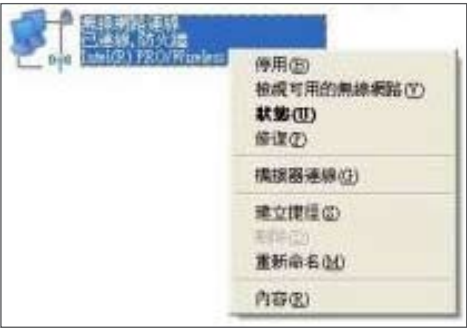 無線網路連線
已連線, 防火牆
Intel(R) PRO/Wireless
停用(B)
檢視可用的無線網路(V)
狀態(U)
修復(P)
橋接器連線(G)
建立捷徑(S)
刪除(D)
重新命名(M)
內容(R)